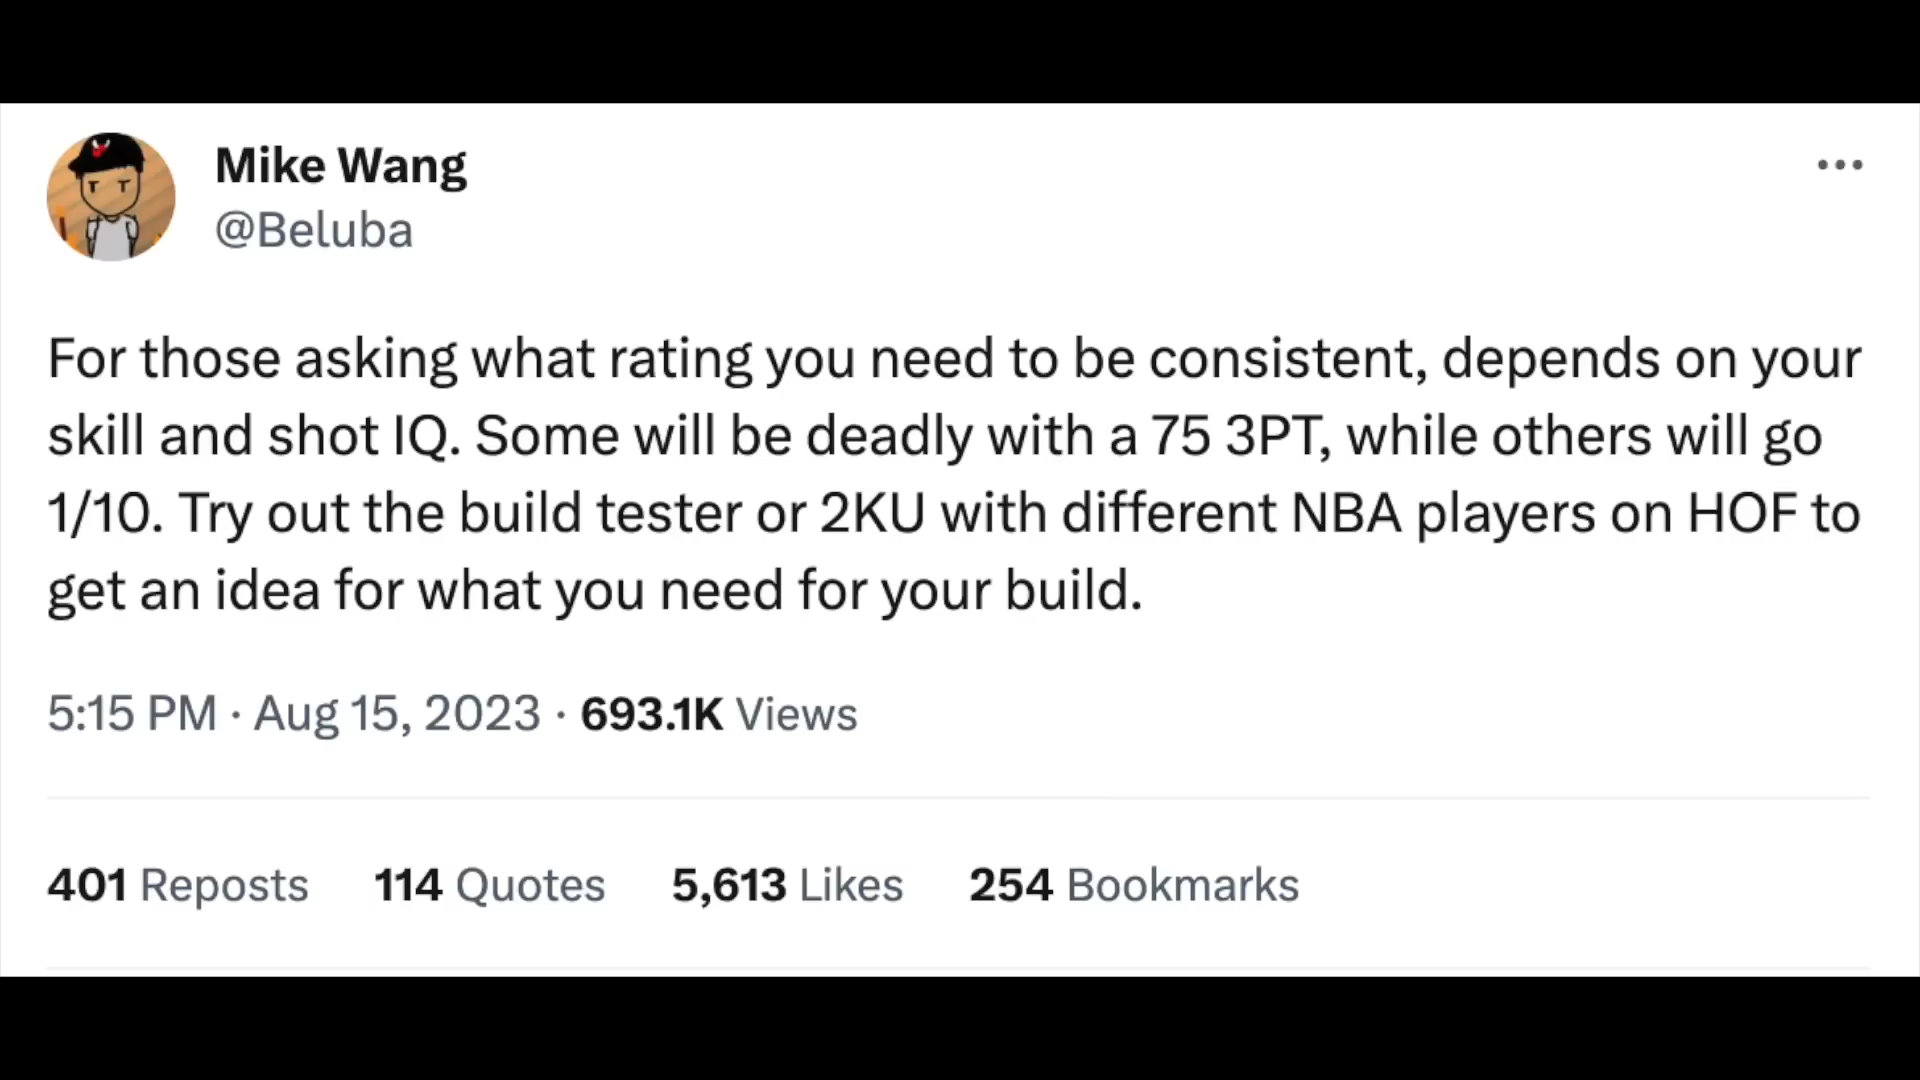 Mike Wang
@Beluba
For those asking what rating you need to be consistent, depends on your
skill and shot IQ. Some will be deadly with a 75 3PT, while others will go
1/10. Try out the build tester or 2KU with different NBA players on HOF to
get an idea for what you need for your build.
5:15 PM · Aug 15, 2023 · 693.1K Views
401 Reposts 114 Quotes 5,613 Likes 254 Bookmarks